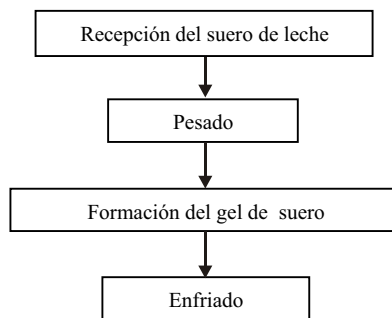 Recepción del suero de leche
Pesado
Formación del gel de suero
Enfriado